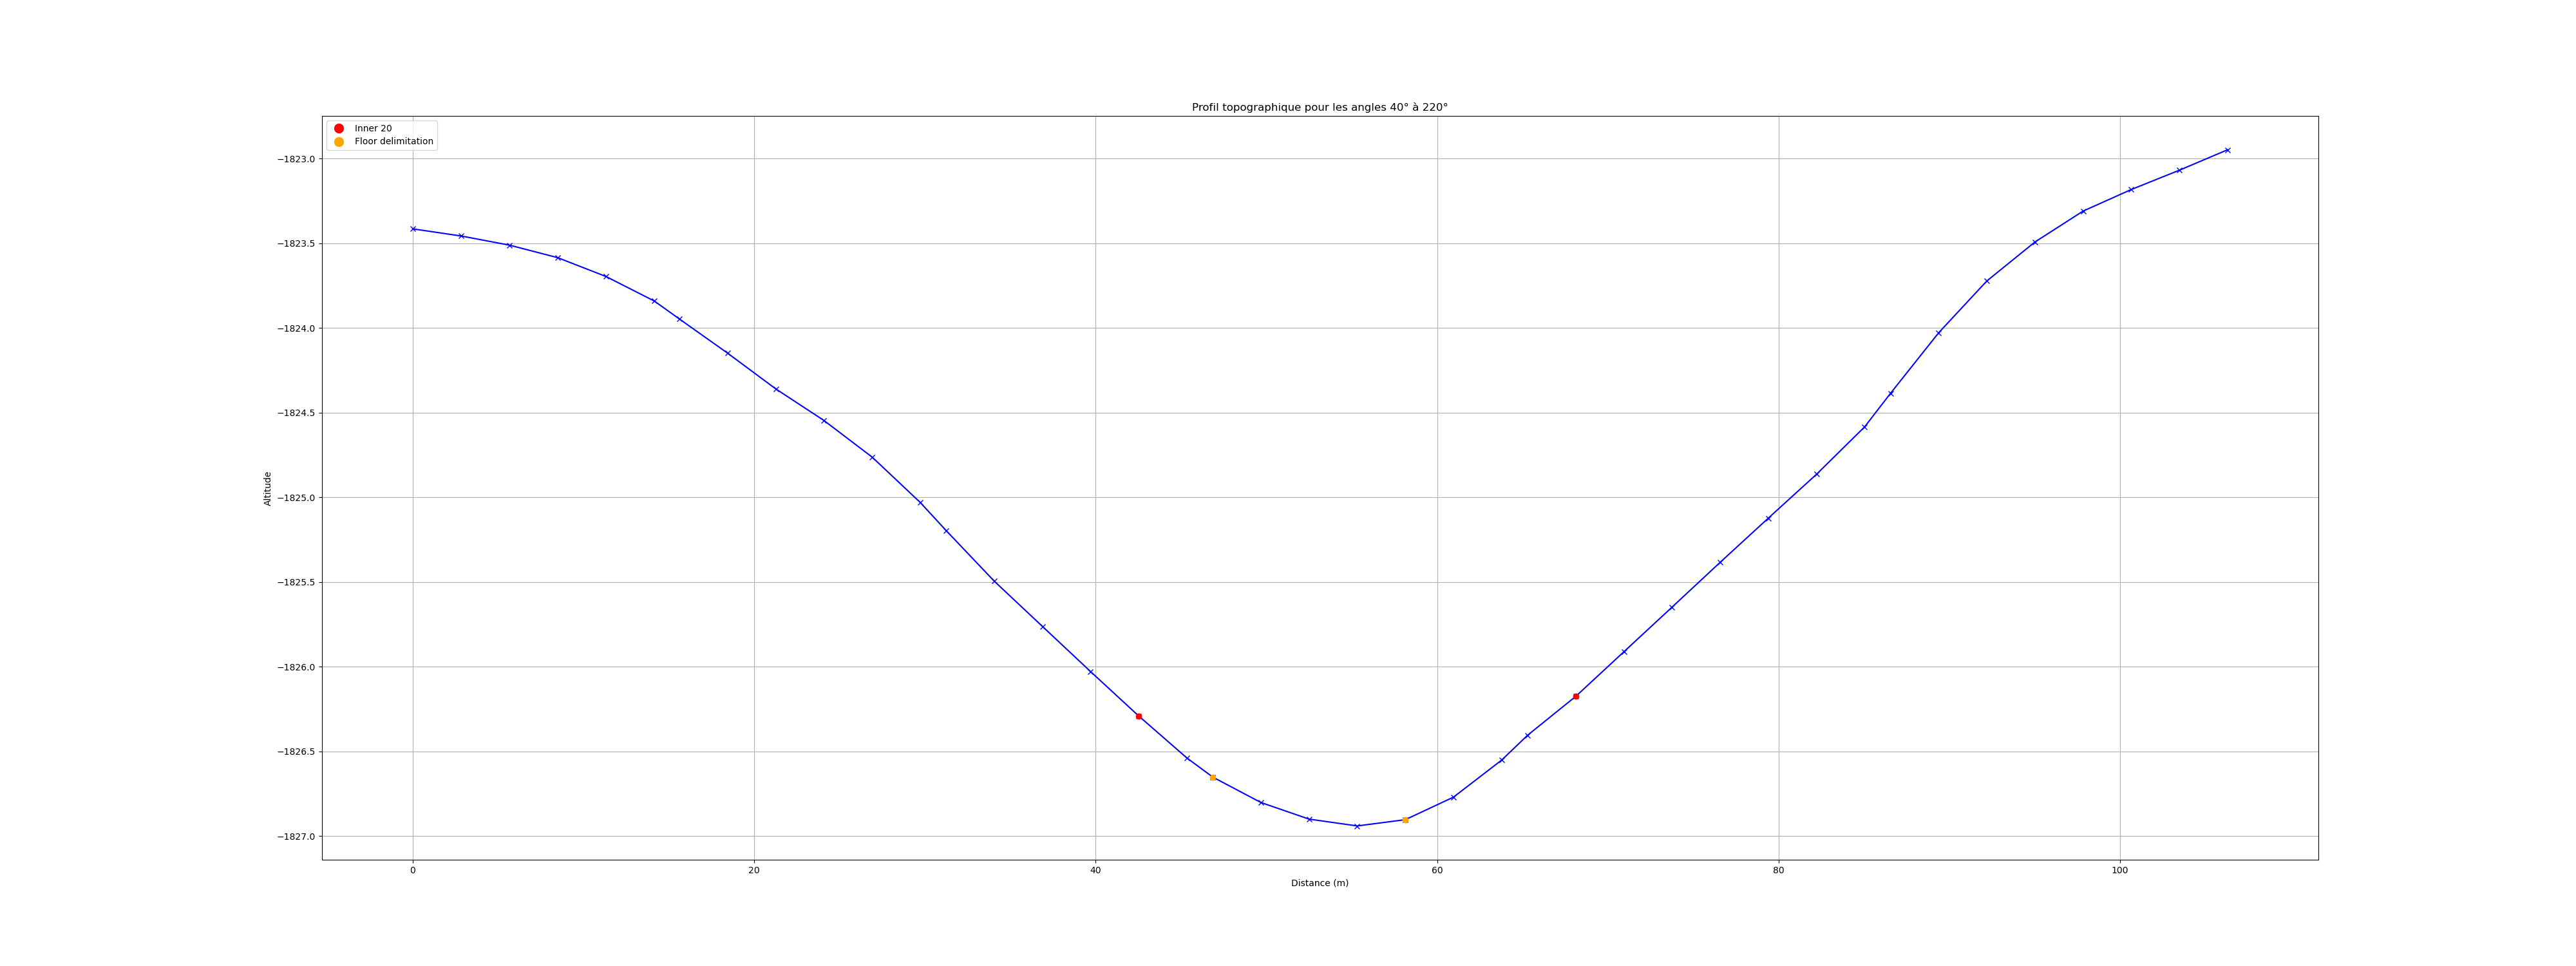 Profil topographique pour les angles 40° à 220°
Inner 20
Floor delimitation
−1823.0
−1823.5
−1824.0
−1824.5
−1825.0
−1825.5
−1826.0
−1826.5
−1827.0
Altitude
0 20 40 60 80 100
Distance (m)